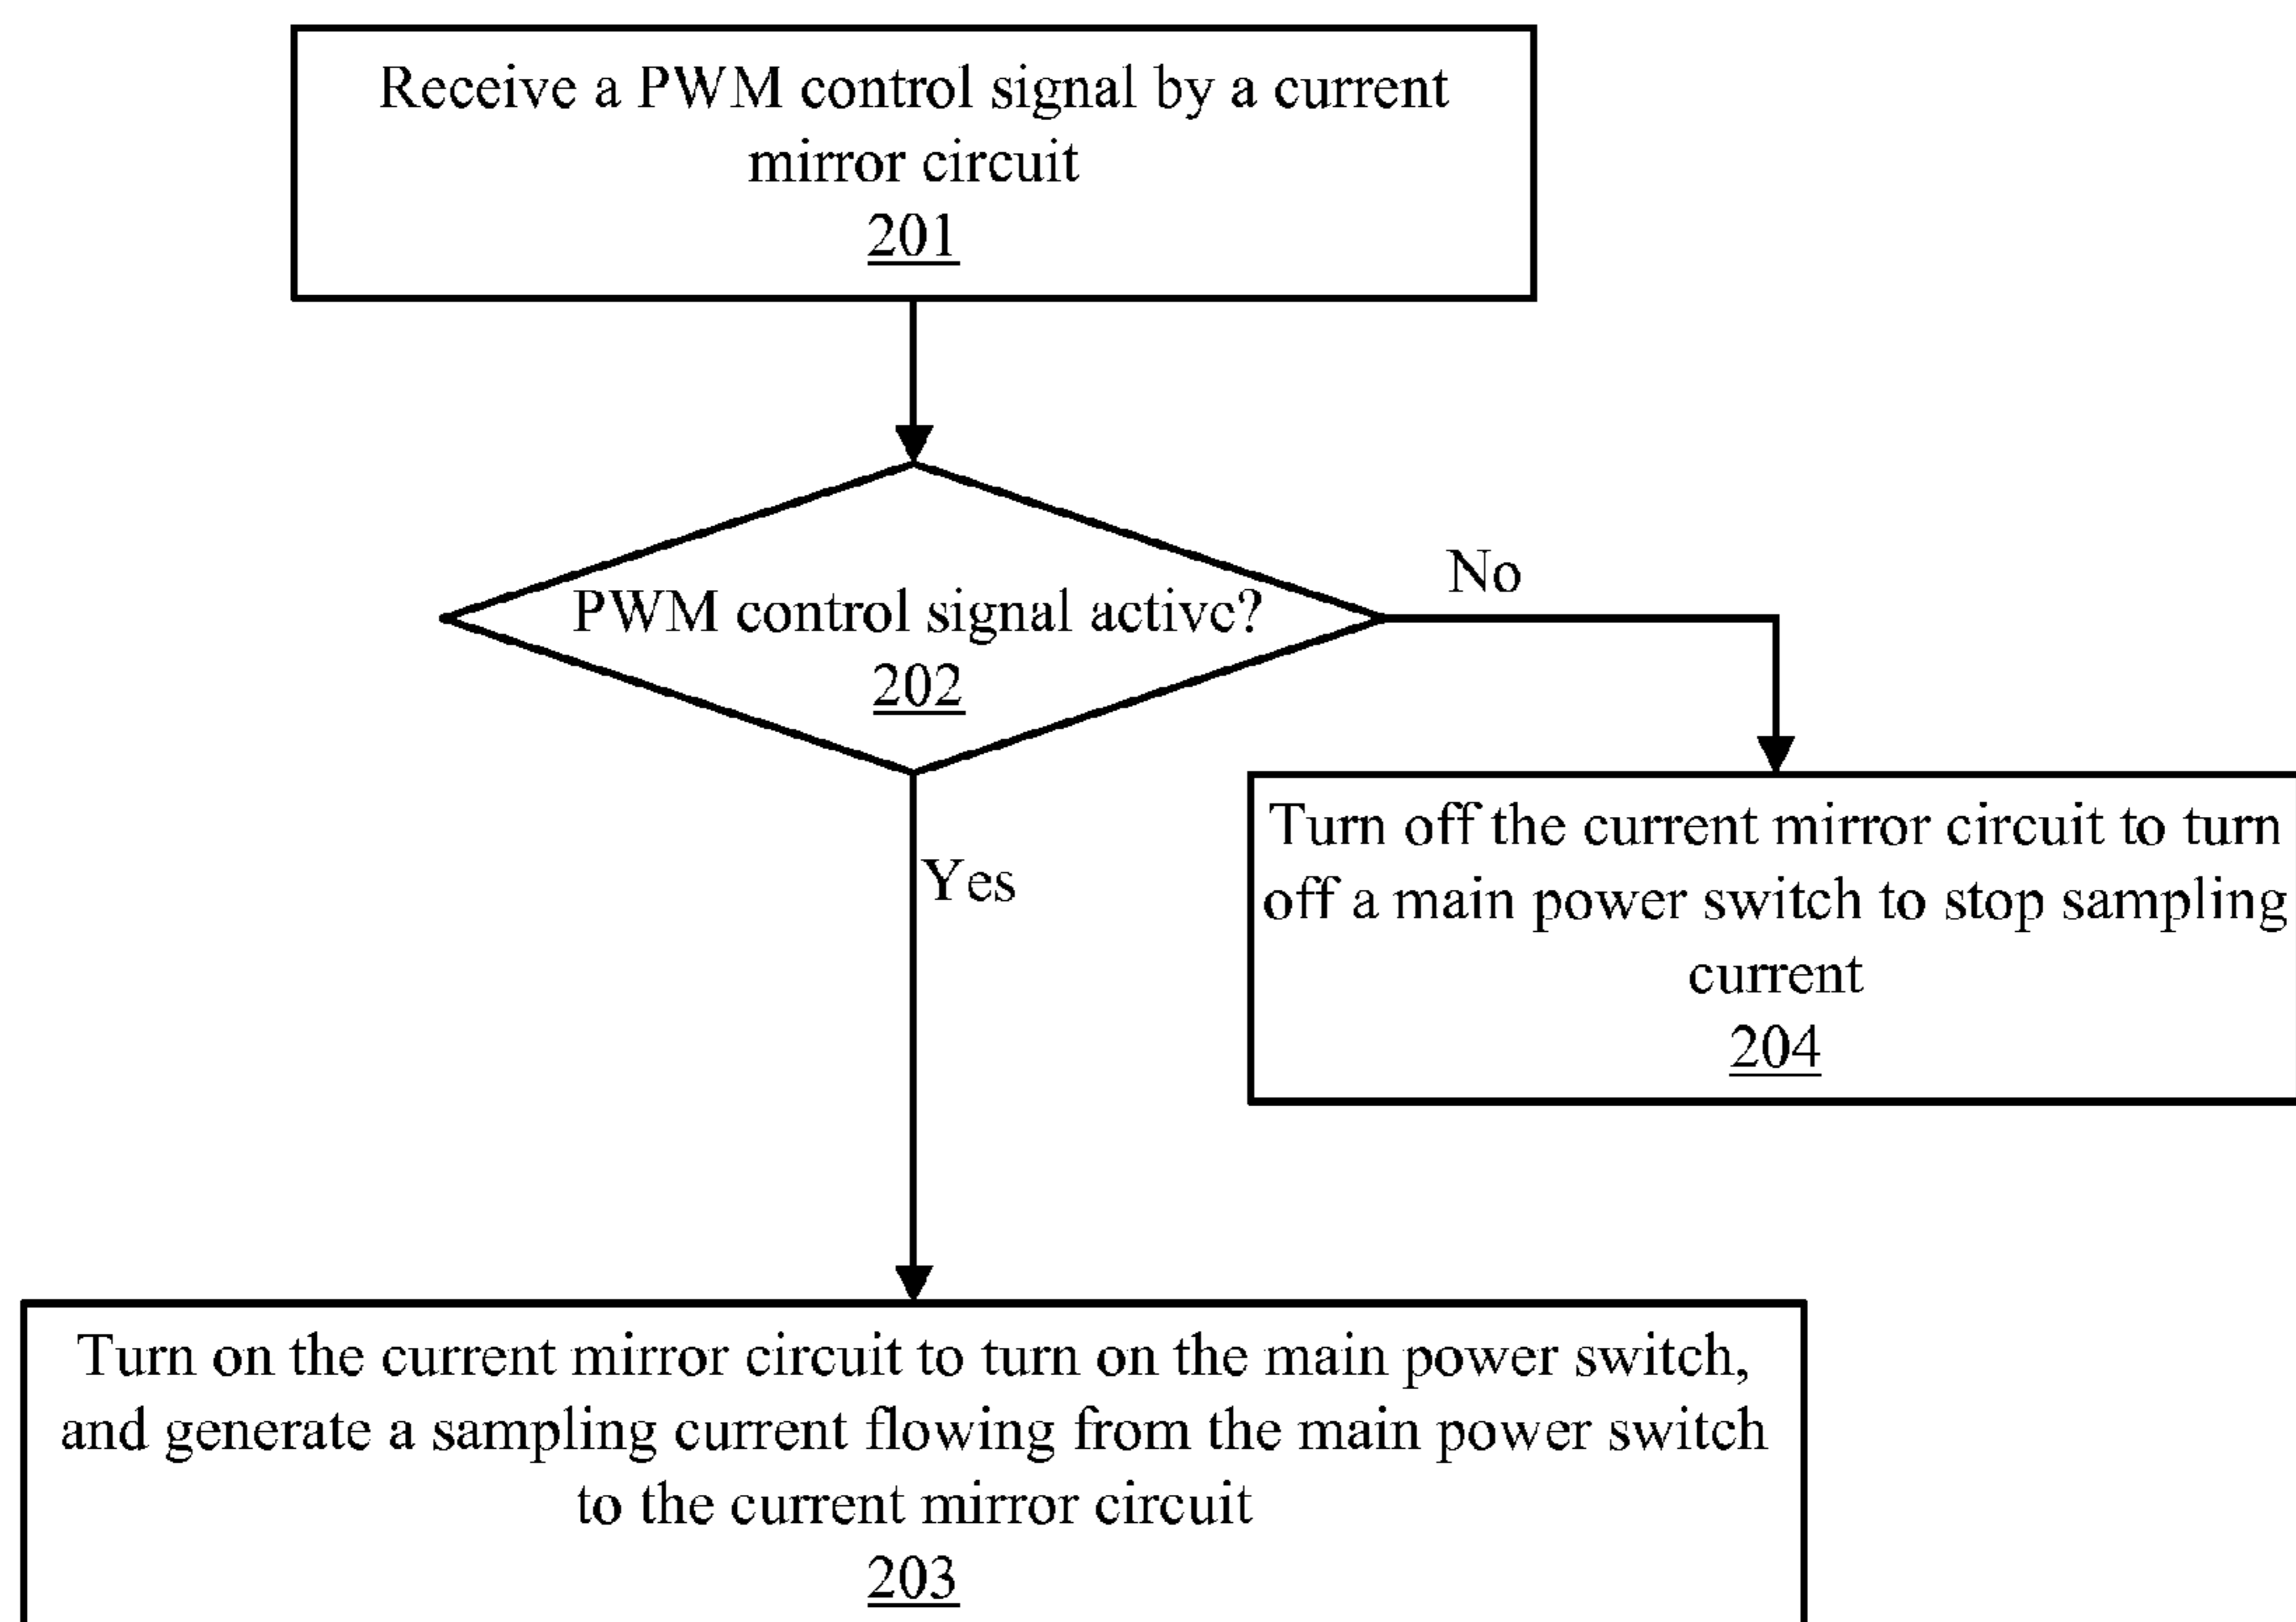 Receive a PWM control signal by a current
mirror circuit
201
PWM control signal active?
202
No
Yes
Turn off the current mirror circuit to turn
off a main power switch to stop sampling
current
204
Turn on the current mirror circuit to turn on the main power switch,
and generate a sampling current flowing from the main power switch
to the current mirror circuit
203